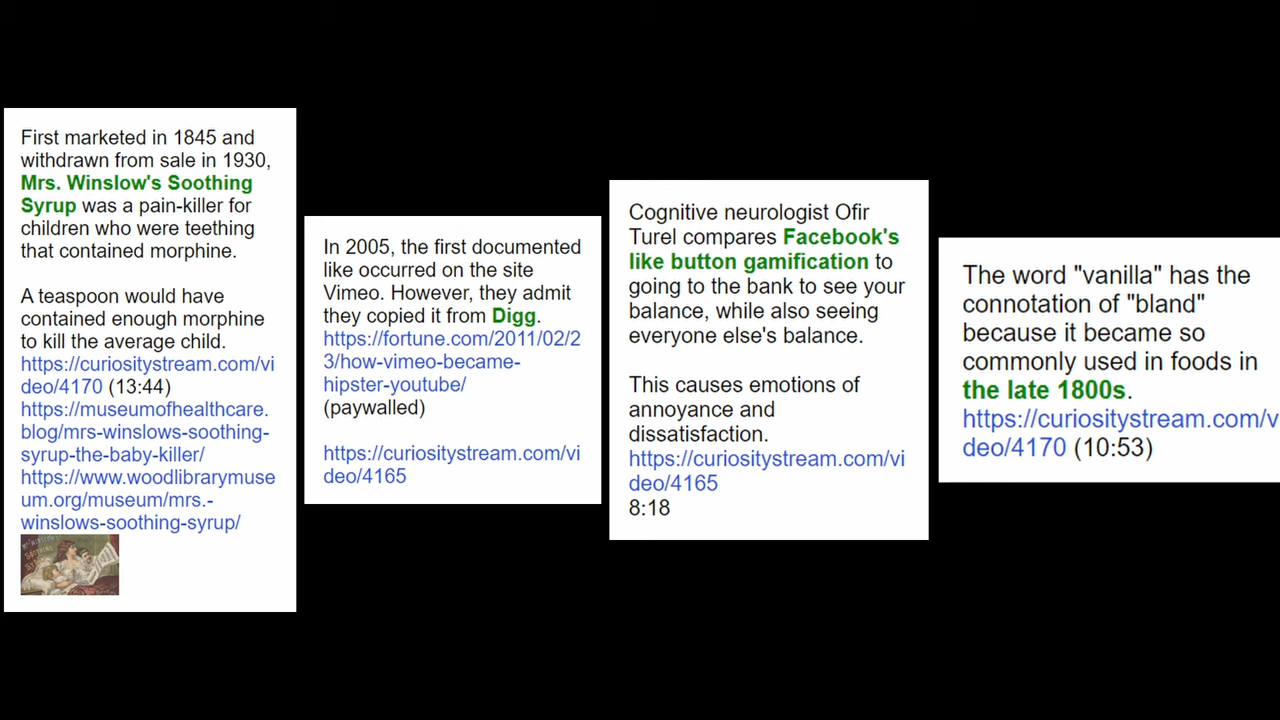 First marketed in 1845 and
withdrawn from sale in 1930,
Mrs. Winslow's Soothing
Syrup was a pain-killer for
children who were teething
that contained morphine.
A teaspoon would have
contained enough morphine
to kill the average child.
https://curiositystream.com/vi
deo/4170 (13:44)
https://museumofhealthcare.
blog/mrs-winslows-soothing-
syrup-the-baby-killer/
https://www.woodlibrarymuse
um.org/museum/mrs.-
winslows-soothing-syrup/
In 2005, the first documented
like occurred on the site
Vimeo. However, they admit
they copied it from Digg.
https://fortune.com/2011/02/2
3/how-vimeo-became-
hipster-youtube/
(paywalled)
https://curiositystream.com/vi
deo/4165
Cognitive neurologist Ofir
Turel compares Facebook's
like button gamification to
going to the bank to see your
balance, while also seeing
everyone else's balance.
This causes emotions of
annoyance and
dissatisfaction.
https://curiositystream.com/vi
deo/4165
8:18
The word "vanilla" has the
connotation of "bland"
because it became so
commonly used in foods in
the late 1800s.
https://curiositystream.com/v
deo/4170 (10:53)